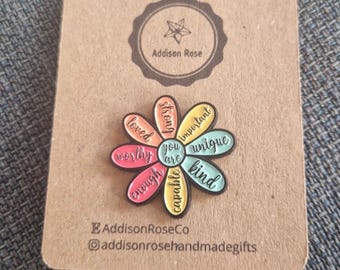 Addison Rose
you
are
strong
important
unique
kind
capable
enough
worthy
loved
AddisonRoseCo
addisonrosehandmadegifts